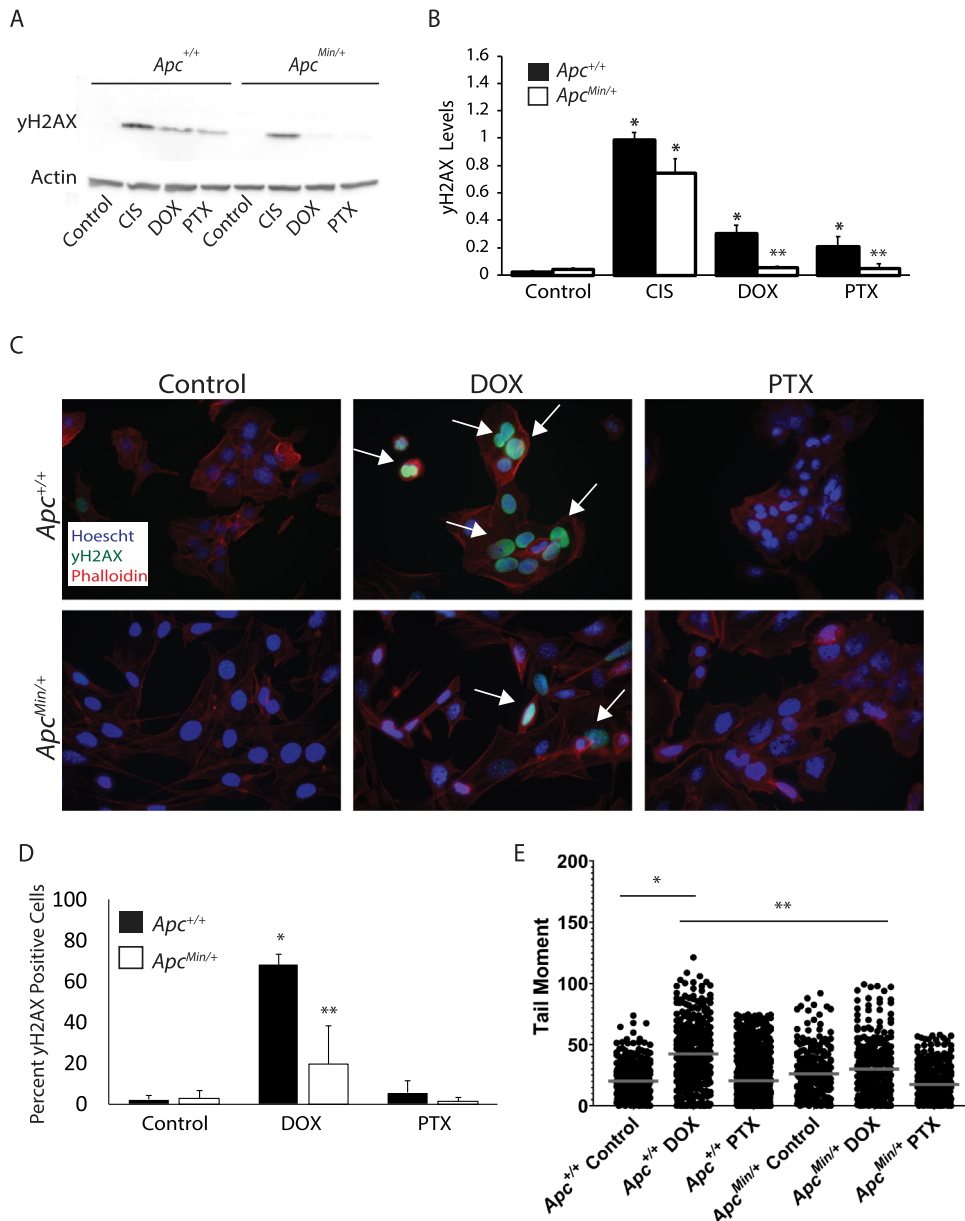 A
Apc+/+
ApcMin/+
yH2AX
Actin
Control
CIS
DOX
PTX
Control
CIS
DOX
PTX
B
yH2AX Levels
1.6
1.4
1.2
1
0.8
0.6
0.4
0.2
0
Apc+/+
ApcMin/+
*
*
*
**
*
**
Control
CIS
DOX
PTX
C
Control
DOX
PTX
Apc+/+
Hoescht
yH2AX
Phalloidin
ApcMin/+
D
Percent yH2AX Positive Cells
100
80
60
40
20
0
Apc+/+
ApcMin/+
*
**
Control
DOX
PTX
E
Tail Moment
200
150
100
50
0
*
**
Apc+/+ Control
Apc+/+ DOX
Apc+/+ PTX
ApcMin/+ Control
ApcMin/+ DOX
ApcMin/+ PTX